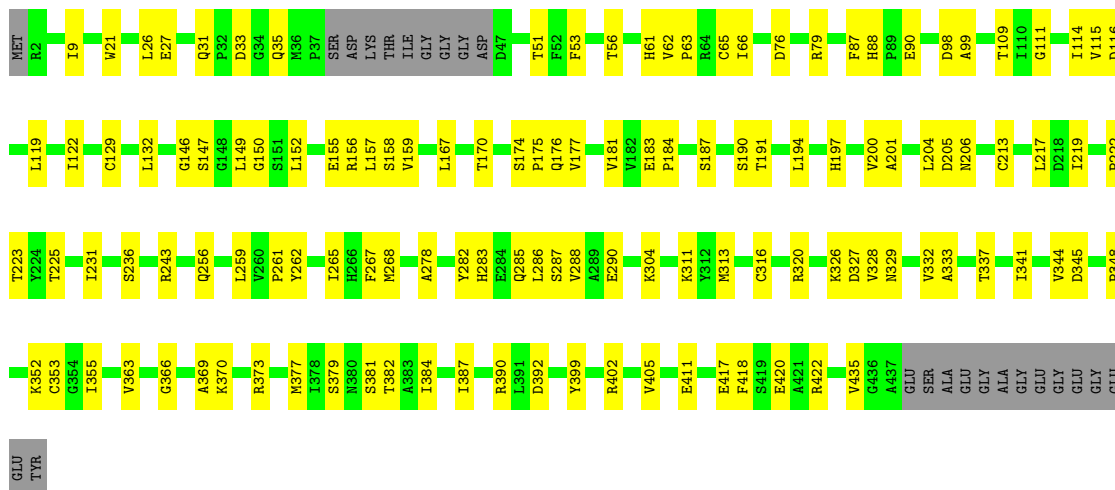 MET R2 I9 W21 L26 E27 Q31 P32 D33 G34 Q35 M36 P37 SER ASP LYS THR ILE GLY GLY GLY ASP D47 T51 F52 F53 T56 H61 V62 P63 R64 C65 I66 D76 R79 F87 H88 P89 E90 D98 A99 T109 I110 G111 I114 V115
L119 I122 C129 L132 G146 S147 G148 L149 G150 S151 L152 E155 R156 L157 S158 V159 L167 T170 S174 P175 Q176 V177 V181 V182 E183 P184 S187 S190 T191 L194 H197 V200 A201 L204 D205 N206 C213 L217 D218 I219
T223 Y224 T225 I231 S236 R243 Q256 L259 V260 P261 Y262 I265 H266 F267 M268 A278 Y282 H283 E284 Q285 L286 S287 V288 A289 E290 K304 K311 Y312 M313 C316 R320 K326 D327 V328 N329 V332 A333 T337 I341 V344 D345
K352 C353 G354 I355 V363 G366 A369 K370 R373 M377 I378 S379 N380 S381 T382 A383 I384 I387 R390 L391 D392 Y399 R402 V405 E411 E417 F418 S419 E420 A421 R422 V435 G436 A437 GLU SER ALA GLU GLY ALA GLY GLU GLY GLU GLY GLU
GLU TYR